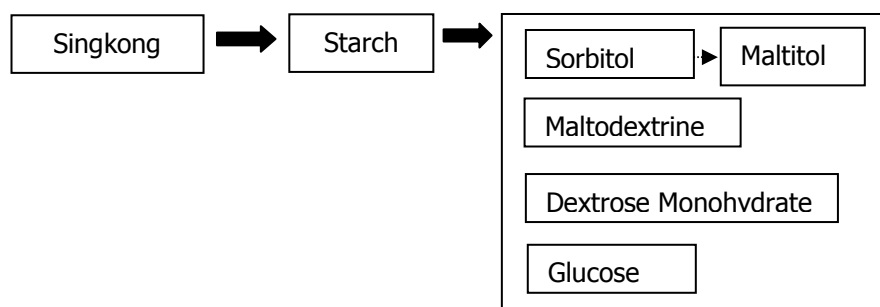 Singkong
Starch
Sorbitol
Maltitol
Maltodextrine
Dextrose Monohvdrate
Glucose